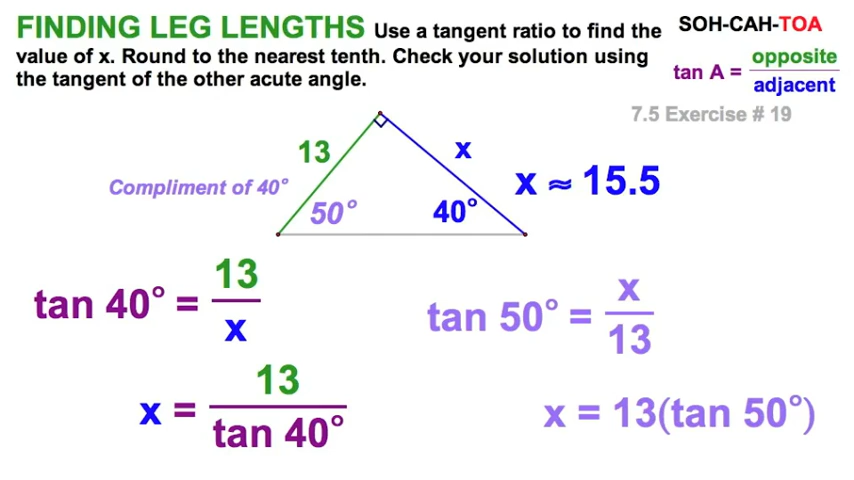 FINDING LEG LENGTHS Use a tangent ratio to find the
value of x. Round to the nearest tenth. Check your solution using
the tangent of the other acute angle.
SOH-CAH-TOA
tan A = opposite
adjacent
7.5 Exercise # 19
13
x
x ≈ 15.5
Compliment of 40°
50°
40°
tan 40° = 13
x
tan 50° = x
13
x = 13
tan 40°
x = 13(tan 50°)